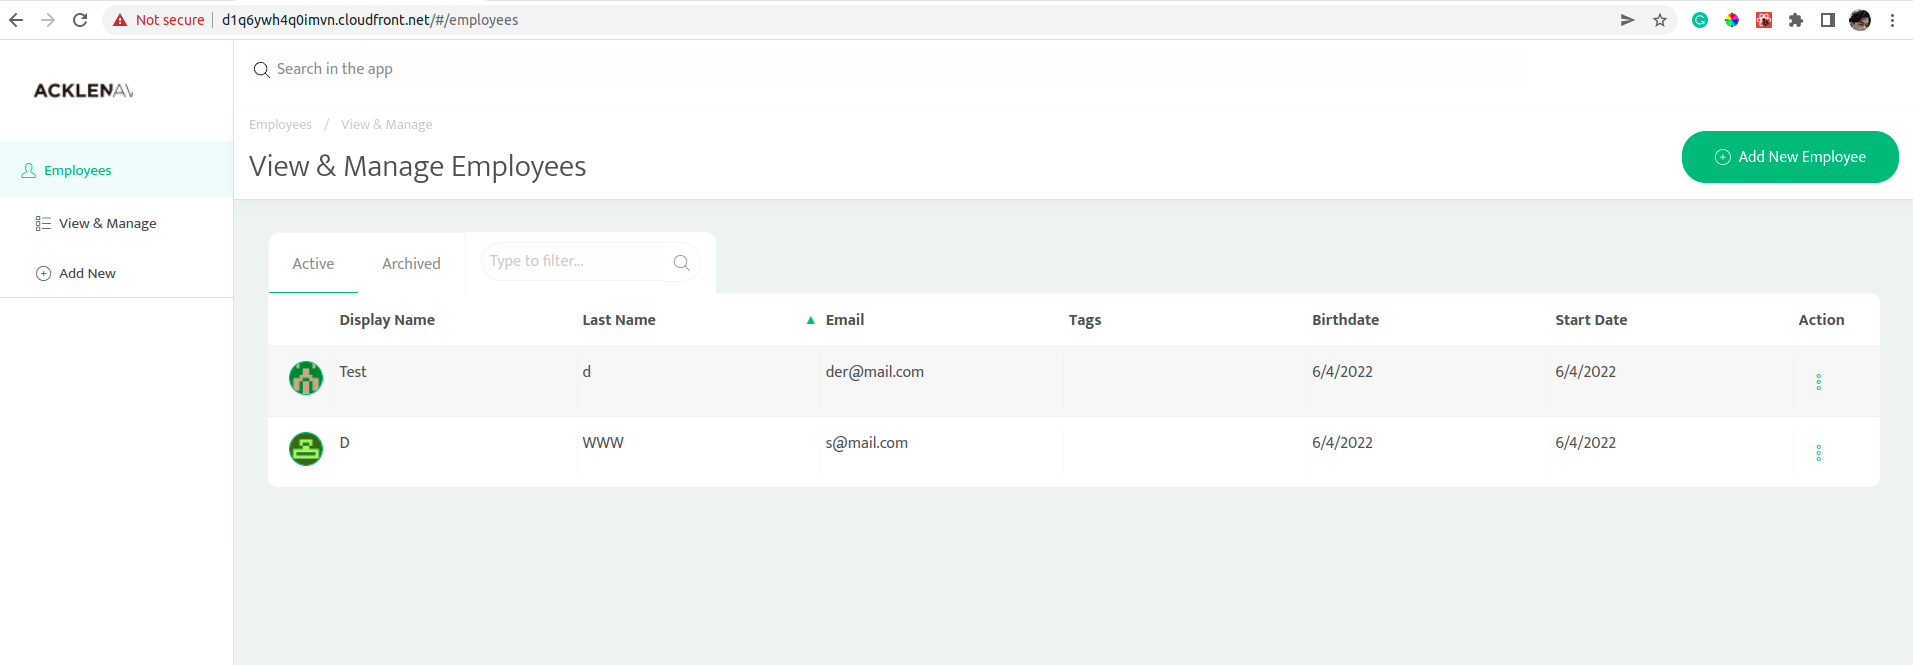 Not secure | d1q6ywh4q0imvn.cloudfront.net/#/employees
ACKLENAV
Search in the app
Employees / View & Manage
View & Manage Employees
Add New Employee
Employees
View & Manage
Add New
Active Archived Type to filter...
Display Name Last Name ▲ Email Tags Birthdate Start Date Action
Test d der@mail.com 6/4/2022 6/4/2022
D WWW s@mail.com 6/4/2022 6/4/2022